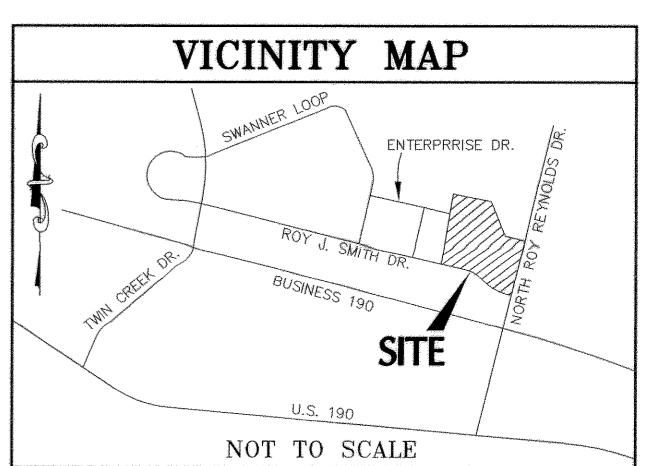 VICINITY MAP
SWANNER LOOP
ENTERPRRISE DR.
NORTH ROY REYNOLDS DR.
ROY J. SMITH DR.
TWIN CREEK DR.
BUSINESS 190
SITE
U.S. 190
NOT TO SCALE